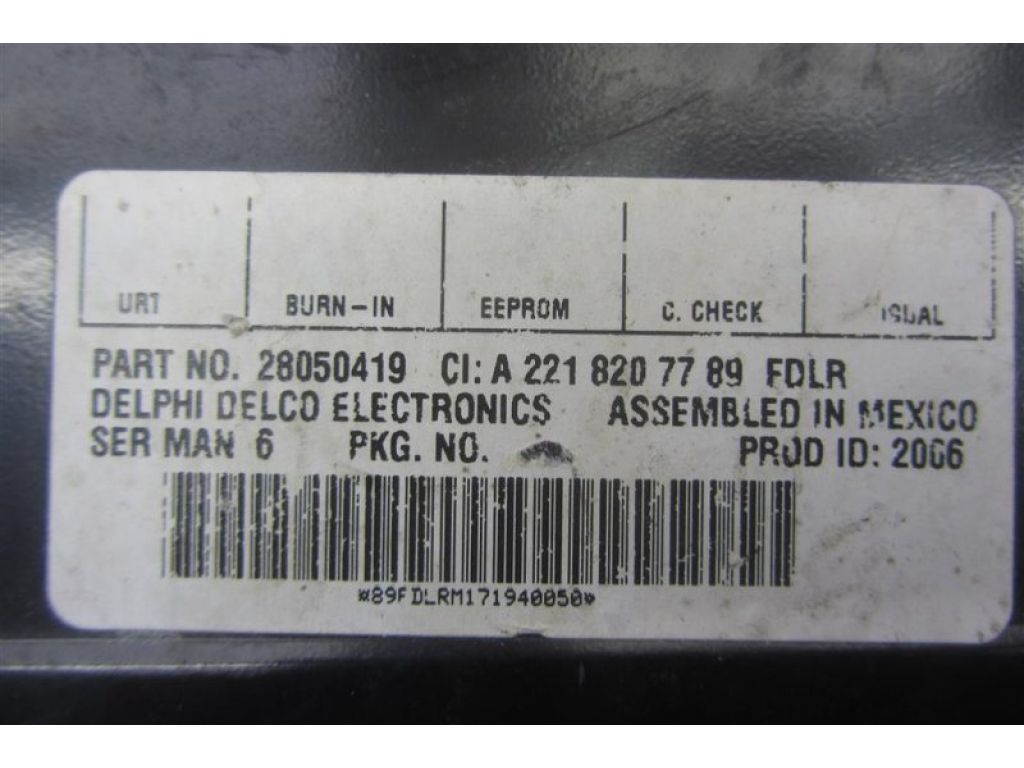 URT BURN-IN EEPROM C. CHECK
PART NO. 28050419 CI: A 221 820 77 89 FDLR
DELPHI DELCO ELECTRONICS ASSEMBLED IN MEXICO
SER MAN 6 PKG. NO. PROD ID: 2006
*89FDLRM171940050*